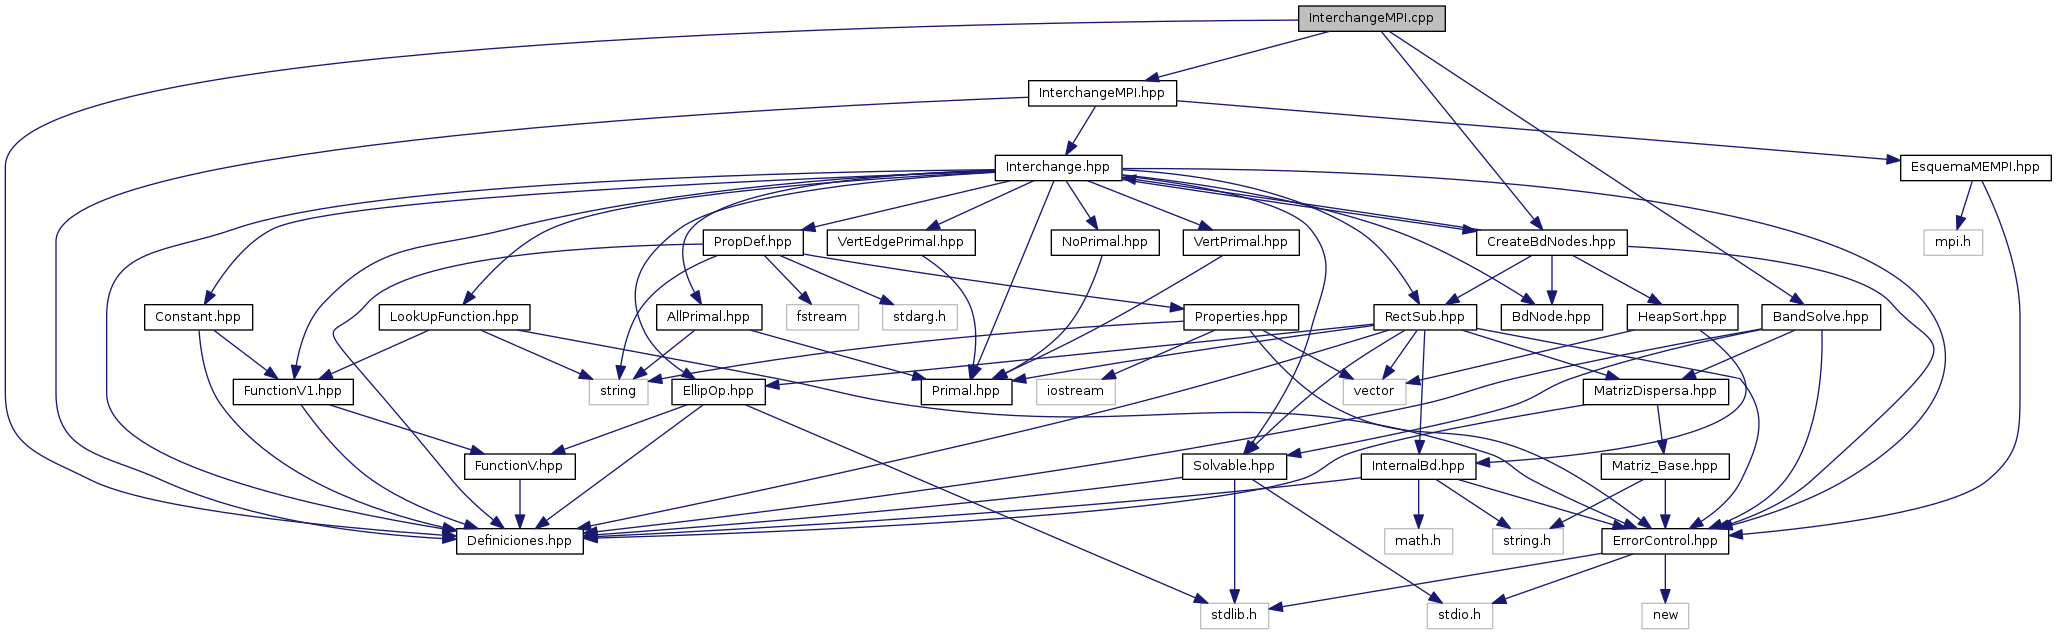 InterchangeMPI.cpp
InterchangeMPI.hpp
Interchange.hpp
EsquemaMEMPI.hpp
PropDef.hpp
VertEdgePrimal.hpp
NoPrimal.hpp
VertPrimal.hpp
CreateBdNodes.hpp
mpi.h
Constant.hpp
LookUpFunction.hpp
AllPrimal.hpp
fstream
stdarg.h
Properties.hpp
RectSub.hpp
BdNode.hpp
HeapSort.hpp
BandSolve.hpp
FunctionV1.hpp
string
EllipOp.hpp
Primal.hpp
iostream
vector
MatrizDispersa.hpp
FunctionV.hpp
Solvable.hpp
InternalBd.hpp
Matriz_Base.hpp
Definiciones.hpp
math.h
string.h
ErrorControl.hpp
stdlib.h
stdio.h
new